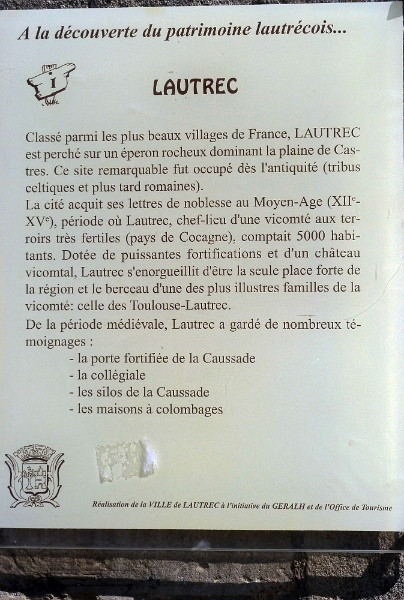 A la découverte du patrimoine lautrécois...
I
LAUTREC
Classé parmi les plus beaux villages de France, LAUTREC
est perché sur un éperon rocheux dominant la plaine de Cas-
tres. Ce site remarquable fut occupé dès l'antiquité (tribus
celtiques et plus tard romaines).
La cité acquit ses lettres de noblesse au Moyen-Age (XIIe-
XVe), période où Lautrec, chef-lieu d'une vicomté aux ter-
roirs très fertiles (pays de Cocagne), comptait 5000 habi-
tants. Dotée de puissantes fortifications et d'un château
vicomtal, Lautrec s'enorgueillit d'être la seule place forte de
la région et le berceau d'une des plus illustres familles de la
vicomté: celle des Toulouse-Lautrec.
De la période médiévale, Lautrec a gardé de nombreux té-
moignages :
- la porte fortifiée de la Caussade
- la collégiale
- les silos de la Caussade
- les maisons à colombages
Réalisation de la VILLE de LAUTREC à l'initiative du GERALH et de l'Office de Tourisme